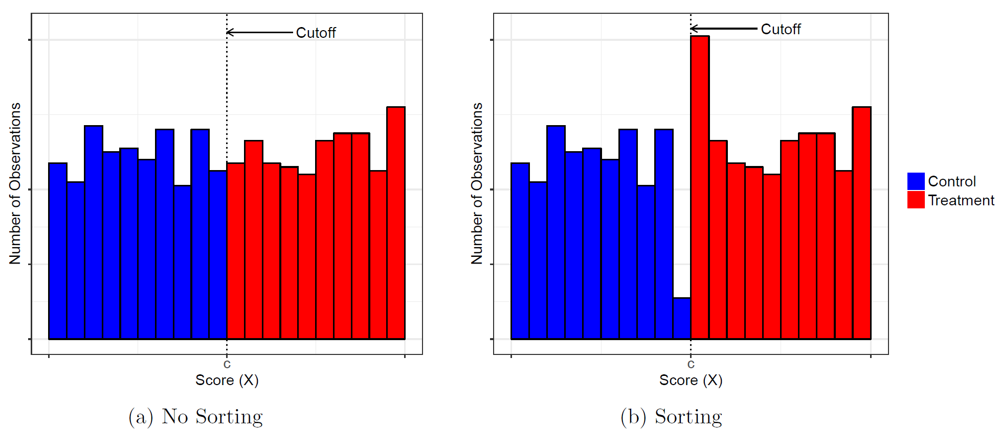 Cutoff
Number of Observations
c
Score (X)
(a) No Sorting
Cutoff
Number of Observations
c
Score (X)
(b) Sorting
Control
Treatment